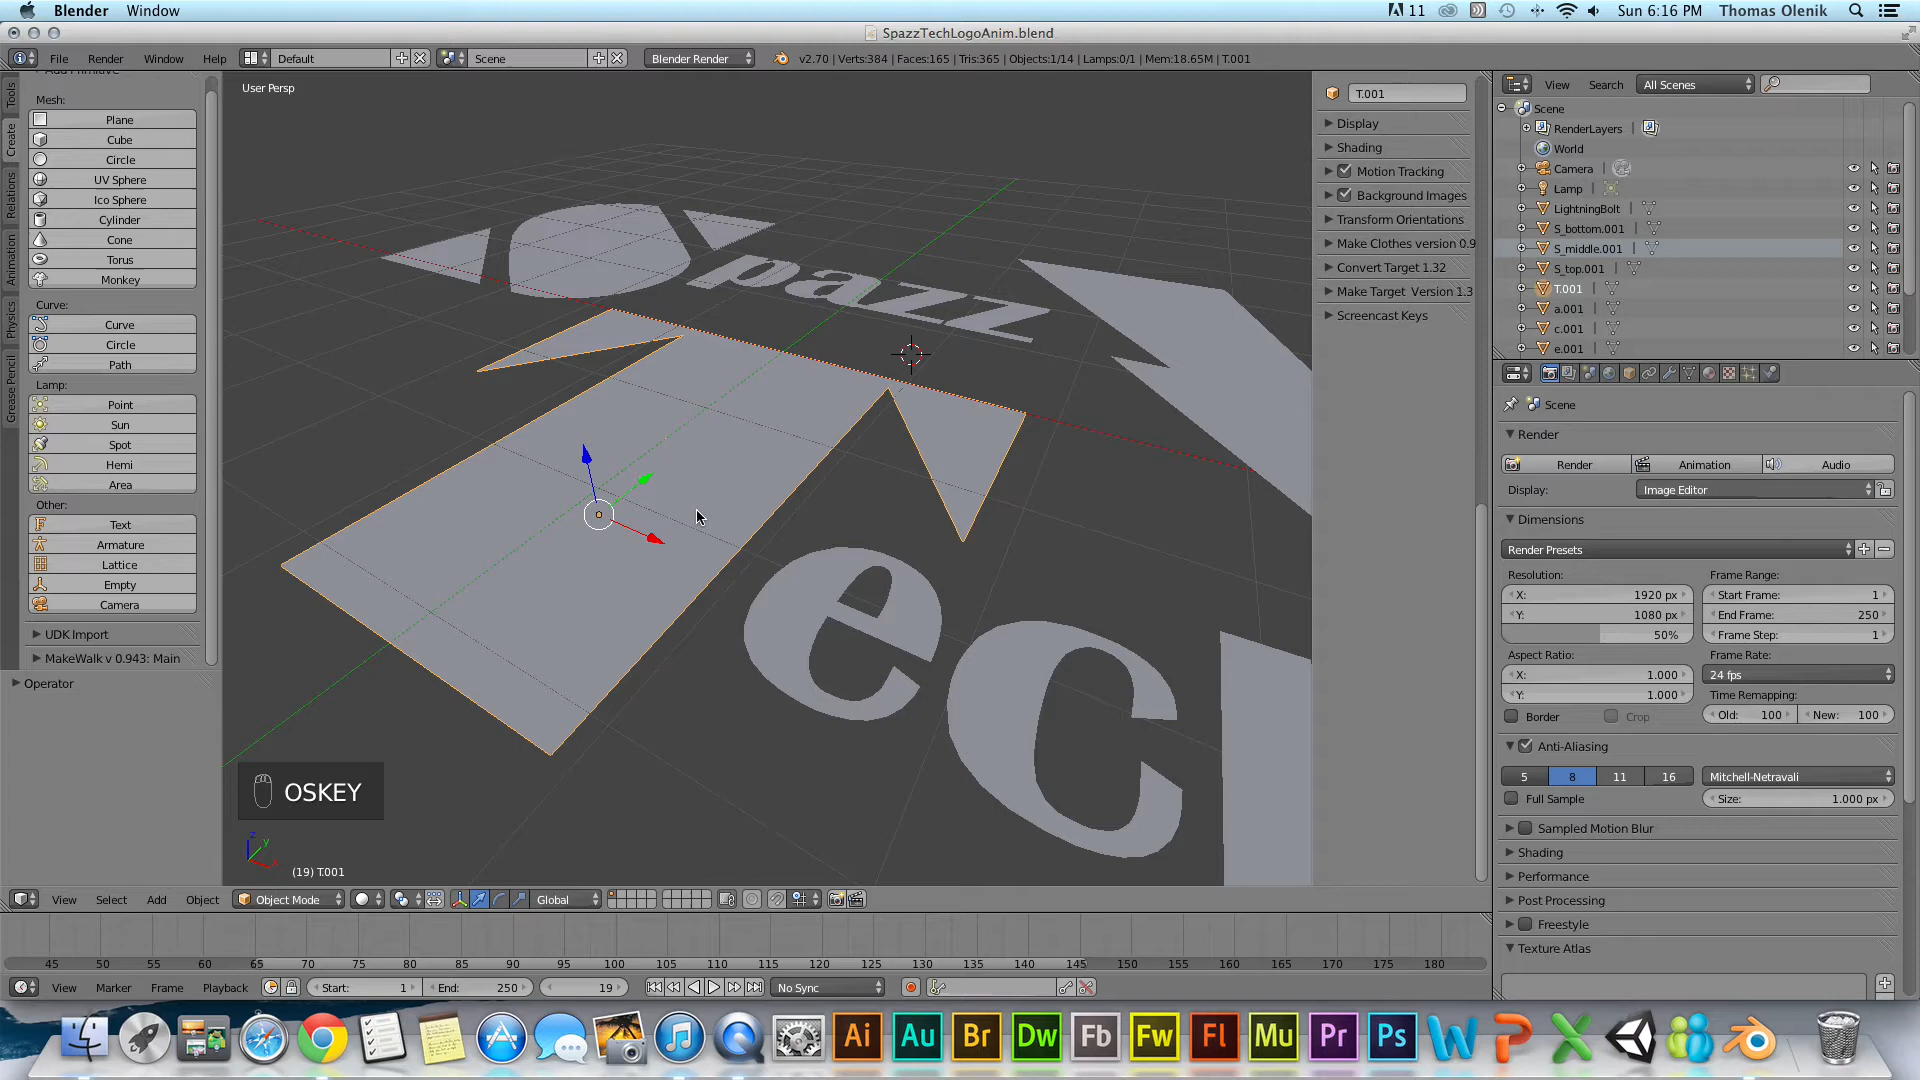 Blender Window
11 Sun 6:16 PM Thomas Olenik
SpazzTechLogoAnim.blend
File Render Window Help Default Scene Blender Render v2.70 | Verts:384 | Faces:165 | Tris:365 | Objects:1/14 | Lamps:0/1 | Mem:18.65M | T.001
Tools
Create
Relations
Animation
Physics
Grease Pencil
Mesh:
Plane
Cube
Circle
UV Sphere
Ico Sphere
Cylinder
Cone
Torus
Monkey
Curve:
Curve
Circle
Path
Lamp:
Point
Sun
Spot
Hemi
Area
Other:
Text
Armature
Lattice
Empty
Camera
UDK Import
MakeWalk v 0.943: Main
Operator
User Persp
pazz
ec
OSKEY
z y x
(19) T.001
T.001
Display
Shading
Motion Tracking
Background Images
Transform Orientations
Make Clothes version 0.9
Convert Target 1.32
Make Target Version 1.3
Screencast Keys
View Search All Scenes
Scene
RenderLayers |
World
Camera
Lamp
LightningBolt
S_bottom.001
S_middle.001
S_top.001
T.001
a.001
c.001
e.001
Scene
Render
Render Animation Audio
Display: Image Editor
Dimensions
Render Presets
Resolution: Frame Range:
X: 1920 px Start Frame: 1
Y: 1080 px End Frame: 250
50% Frame Step: 1
Aspect Ratio: Frame Rate:
X: 1.000 24 fps
Y: 1.000 Time Remapping:
Border Crop Old: 100 New: 100
Anti-Aliasing
5 8 11 16 Mitchell-Netravali
Full Sample Size: 1.000 px
Sampled Motion Blur
Shading
Performance
Post Processing
Freestyle
Texture Atlas
View Select Add Object Object Mode Global
45 50 55 60 65 70 75 80 85 90 95 100 105 110 115 120 125 130 135 140 145 150 155 160 165 170 175 180
View Marker Frame Playback Start: 1 End: 250 19 No Sync
Ai Au Br Dw Fb Fw Fl Mu Pr Ps W P X